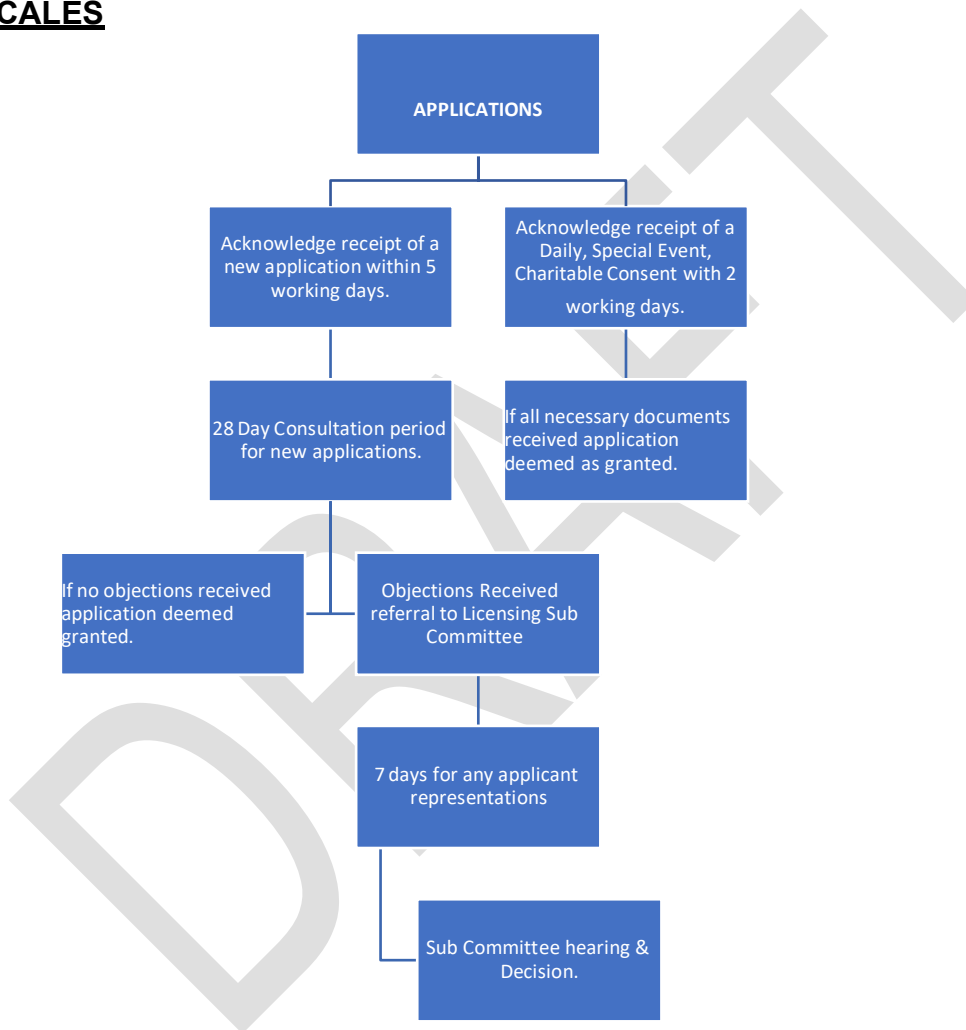 CALES
APPLICATIONS
Acknowledge receipt of a
new application within 5
working days.
Acknowledge receipt of a
Daily, Special Event,
Charitable Consent with 2
working days.
28 Day Consultation period
for new applications.
If all necessary documents
received application
deemed as granted.
If no objections received
application deemed
granted.
Objections Received
referral to Licensing Sub
Committee
7 days for any applicant
representations
Sub Committee hearing &
Decision.
DRAFT